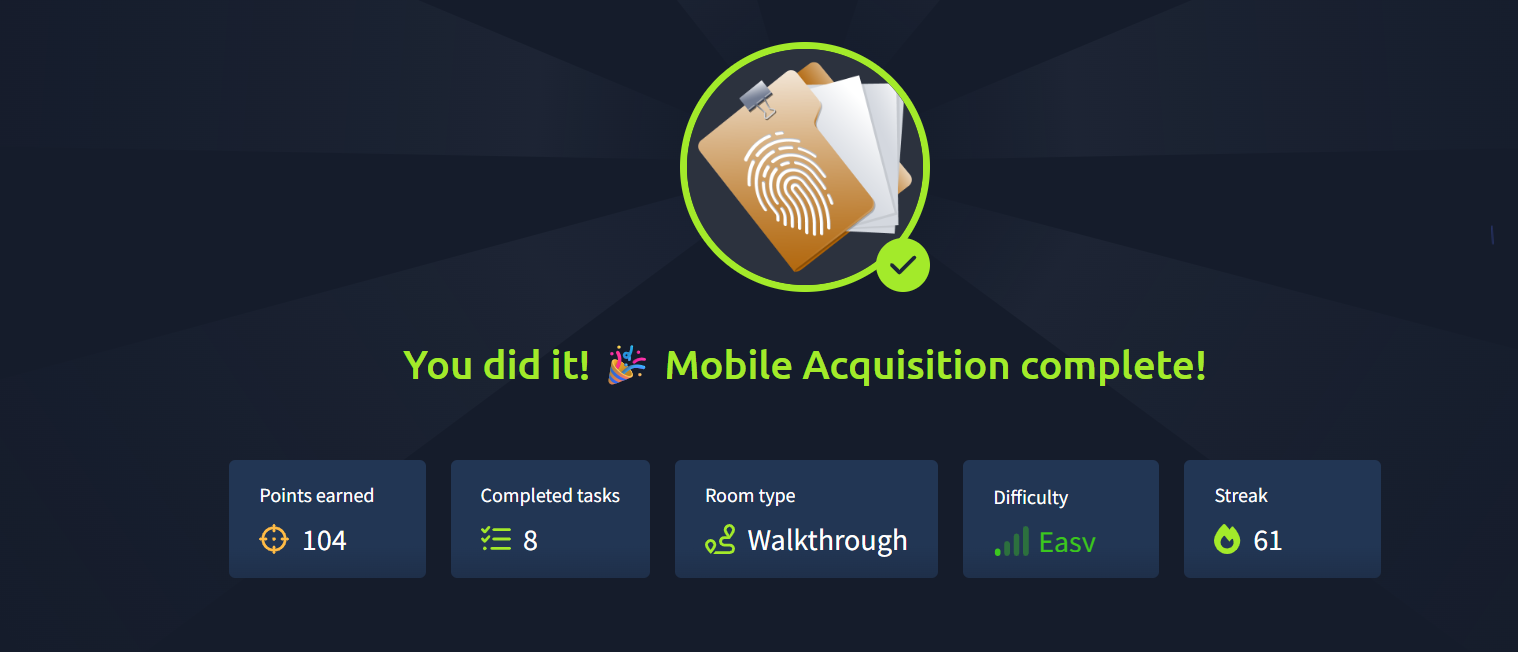 You did it! 🎉 Mobile Acquisition complete!
Points earned
104
Completed tasks
8
Room type
Walkthrough
Difficulty
Easy
Streak
61